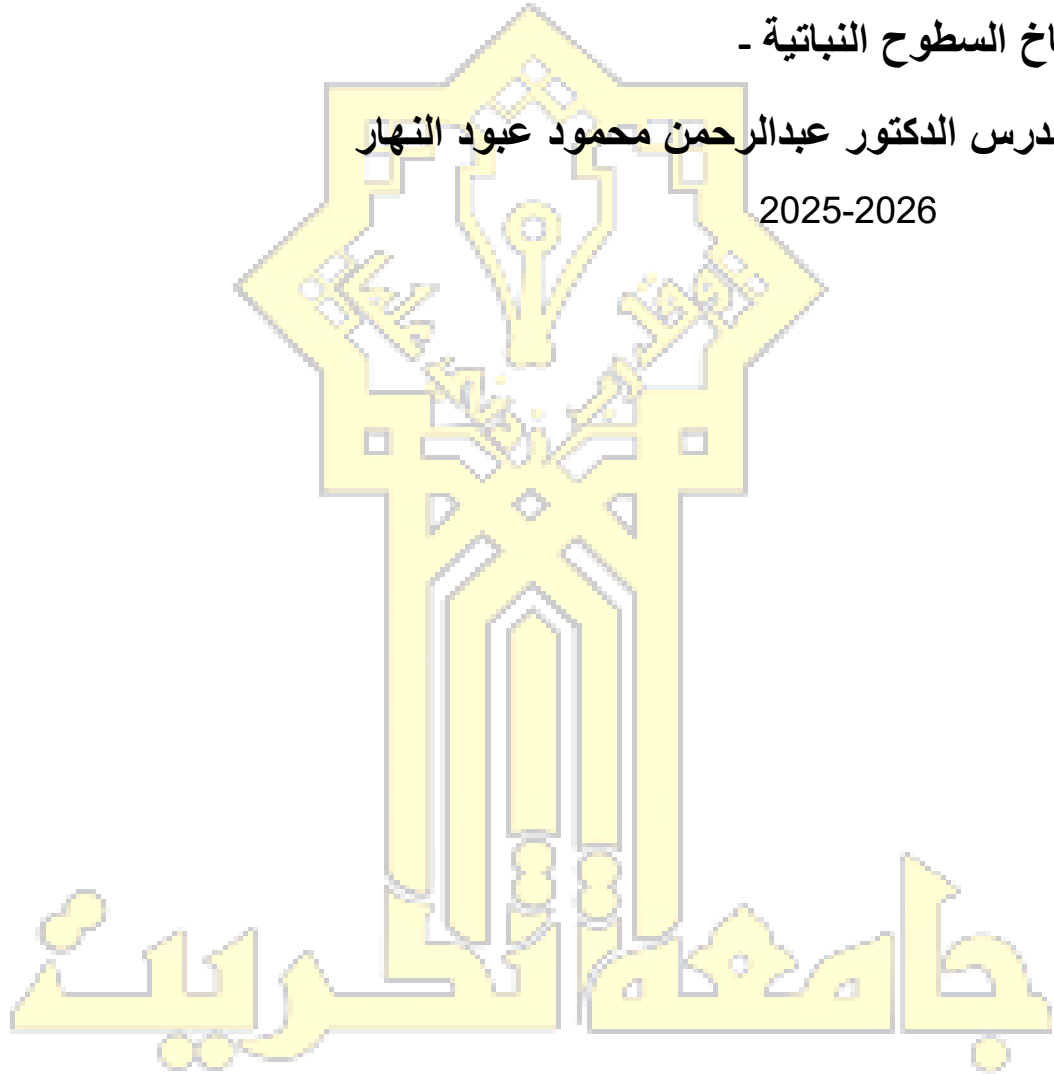 اخ السطوح النباتية -
درس الدكتور عبدالرحمن محمود عبود النهار
2025-2026
جامعة تكريت